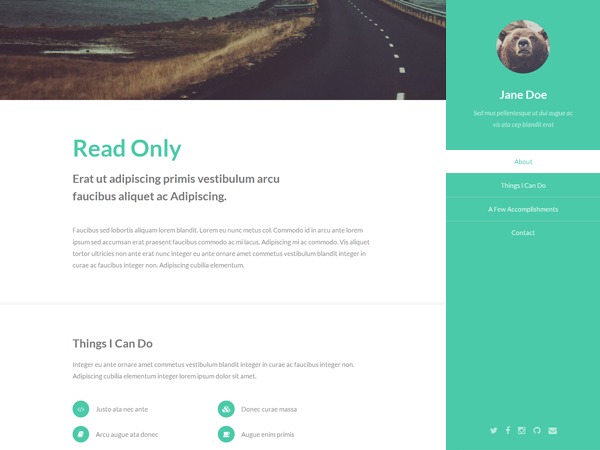 Read Only
Erat ut adipiscing primis vestibulum arcu
faucibus aliquet ac Adipiscing.
Faucibus sed lobortis aliquam lorem blandit. Lorem eu nunc metus col. Commodo id in arcu ante lorem
ipsum sed accumsan erat praesent faucibus commodo ac mi lacus. Adipiscing mi ac commodo. Vis aliquet
tortor ultricies non ante erat nunc integer eu ante ornare amet commetus vestibulum blandit integer in
curae ac faucibus integer non. Adipiscing cubilia elementum.
Things I Can Do
Integer eu ante ornare amet commetus vestibulum blandit integer in curae ac faucibus integer non.
Adipiscing cubilia elementum integer lorem ipsum dolor sit amet.
Justo ata nec ante
Donec curae massa
Arcu augue ata donec
Augue enim primis
Jane Doe
Sed mus pellentesque ut dui augue ac
vis ata cep blandit erat
About
Things I Can Do
A Few Accomplishments
Contact